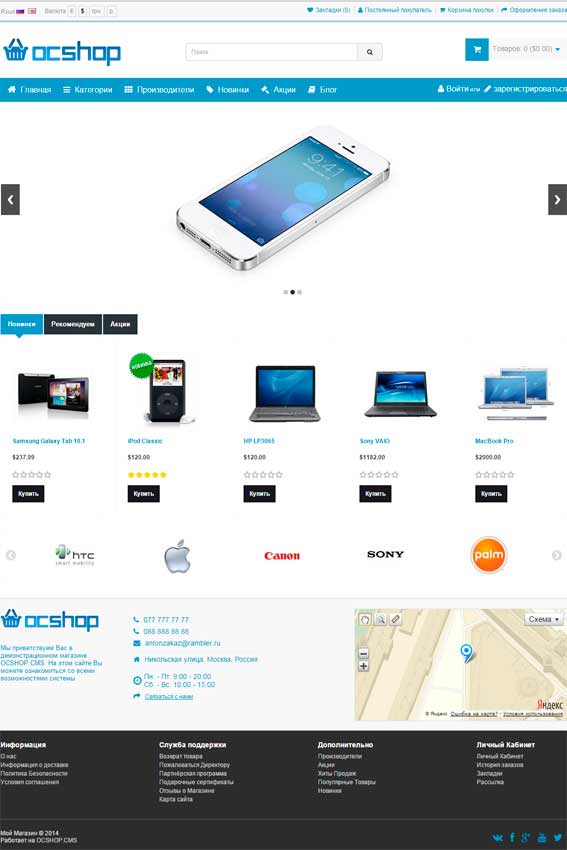 Язык Валюта € $ грн. р.
Закладки (0) Постоянный покупатель Корзина покупок Оформление заказа
ocshop
Поиск
Товаров: 0 ($0.00)
Главная Категории Производители Новинки Акции Блог
Войти или зарегистрироваться
9:41
Новинки Рекомендуем Акции
НОВИНКА
Samsung Galaxy Tab 10.1 iPod Classic HP LP3065 Sony VAIO MacBook Pro
$237.99 $120.00 $120.00 $1182.00 $2000.00
Купить Купить Купить Купить Купить
htc
smart mobility
Canon
SONY
palm
ocshop
Мы приветствуем Вас в
демонстрационном магазине
OCSHOP.CMS. На этом сайте Вы
можете ознакомиться со всеми
возможностями системы
077 777 77 77
088 888 88 88
antonzakaz@rambler.ru
Никольская улица, Москва, Россия
Пн. - Пт. 9:00 - 20:00
Сб. - Вс. 10:00 - 15:00
Связаться с нами
Схема
Яндекс
© Яндекс Ошибка на карте? · Условия использования
Информация Служба поддержки Дополнительно Личный Кабинет
О нас Возврат товара Производители Личный Кабинет
Информация о доставке Пожаловаться Директору Акции История заказов
Политика Безопасности Партнёрская программа Хиты Продаж Закладки
Условия соглашения Подарочные сертификаты Популярные Товары Рассылка
Отзывы о Магазине Новинки
Карта сайта
Мой Магазин © 2014
Работает на OCSHOP.CMS